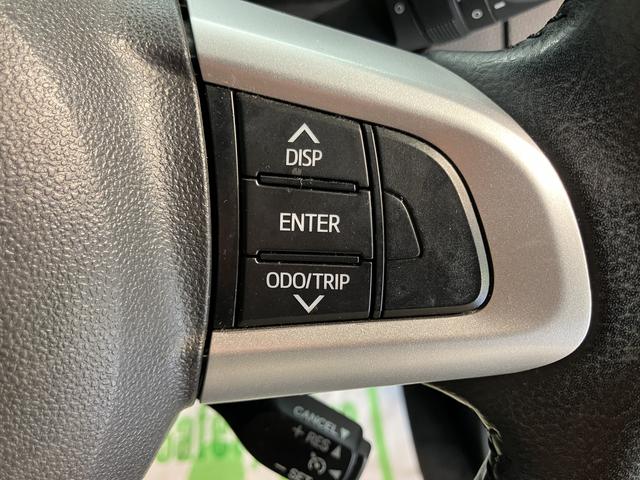 DISP
ENTER
ODO/TRIP
CANCEL
+ RES
- SET